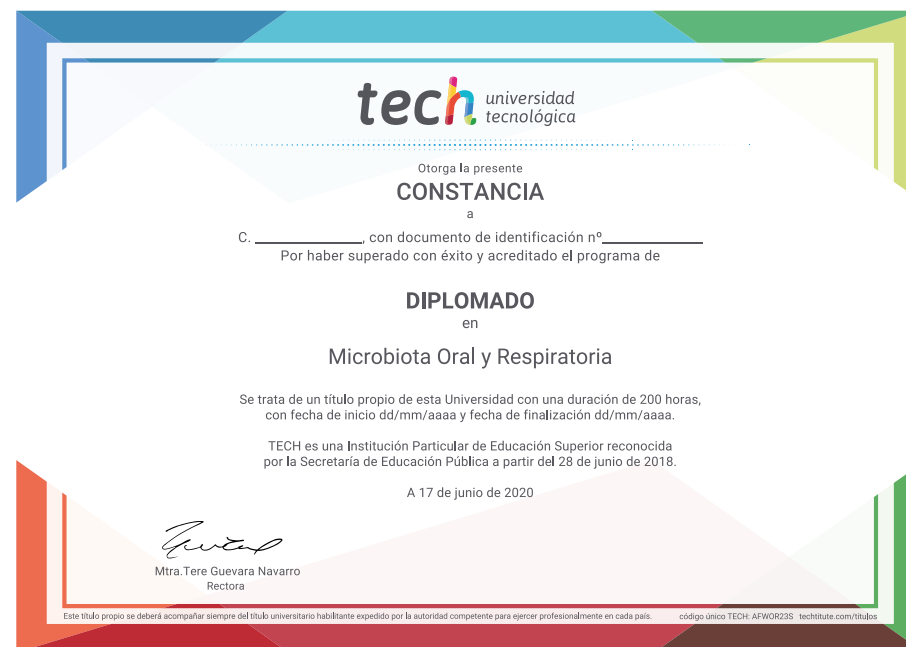 tech universidad
tecnológica
Otorga la presente
CONSTANCIA
a
C. ____________, con documento de identificación nº____________
Por haber superado con éxito y acreditado el programa de
DIPLOMADO
en
Microbiota Oral y Respiratoria
Se trata de un título propio de esta Universidad con una duración de 200 horas,
con fecha de inicio dd/mm/aaaa y fecha de finalización dd/mm/aaaa.
TECH es una Institución Particular de Educación Superior reconocida
por la Secretaría de Educación Pública a partir del 28 de junio de 2018.
A 17 de junio de 2020
Mtra.Tere Guevara Navarro
Rectora
Este título propio se deberá acompañar siempre del título universitario habilitante expedido por la autoridad competente para ejercer profesionalmente en cada país. código único TECH: AFWOR23S techtitute.com/titulos